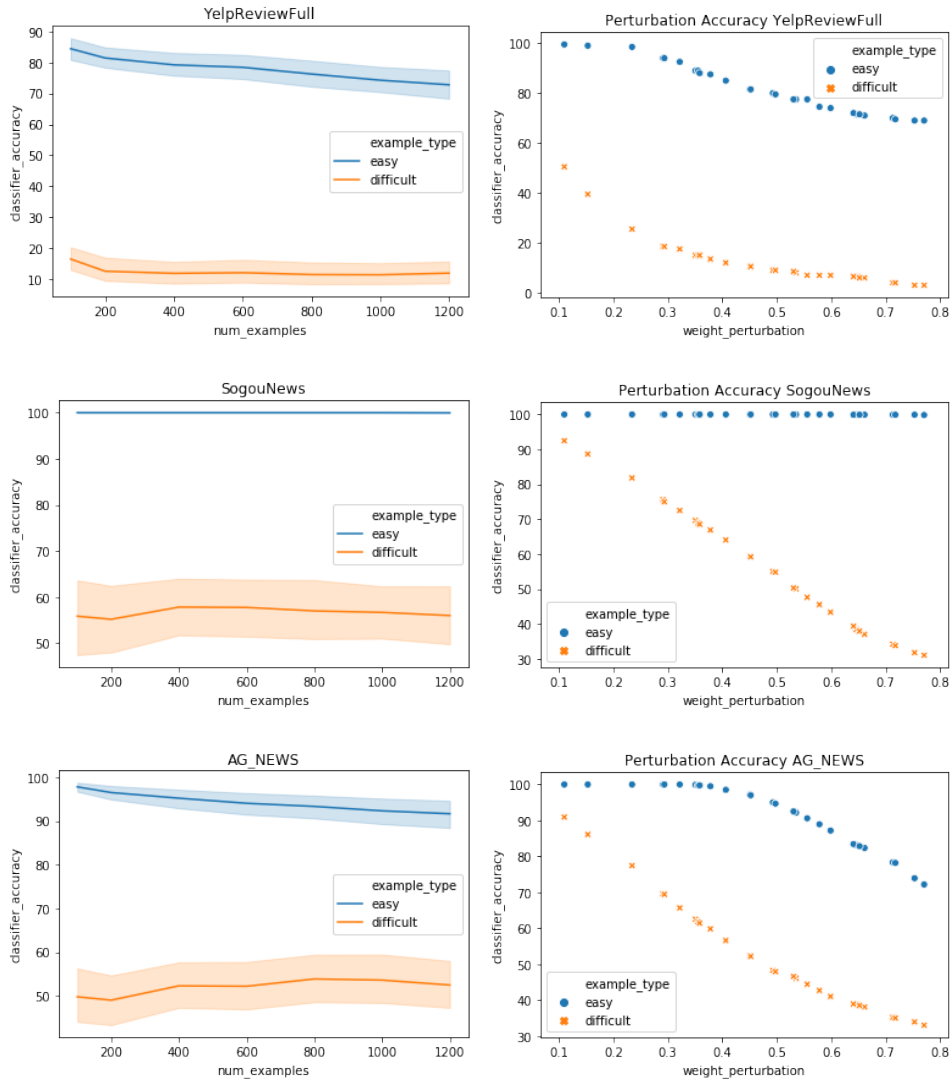 YelpReviewFull
90
80
70
60
50
40
30
20
10
classifier_accuracy
example_type
easy
difficult
200 400 600 800 1000 1200
num_examples
Perturbation Accuracy YelpReviewFull
100
80
60
40
20
0
classifier_accuracy
example_type
easy
difficult
0.1 0.2 0.3 0.4 0.5 0.6 0.7 0.8
weight_perturbation
SogouNews
100
90
80
70
60
50
classifier_accuracy
example_type
easy
difficult
200 400 600 800 1000 1200
num_examples
Perturbation Accuracy SogouNews
100
90
80
70
60
50
40
30
classifier_accuracy
example_type
easy
difficult
0.1 0.2 0.3 0.4 0.5 0.6 0.7 0.8
weight_perturbation
AG_NEWS
100
90
80
70
60
50
classifier_accuracy
example_type
easy
difficult
200 400 600 800 1000 1200
num_examples
Perturbation Accuracy AG_NEWS
100
90
80
70
60
50
40
30
classifier_accuracy
example_type
easy
difficult
0.1 0.2 0.3 0.4 0.5 0.6 0.7 0.8
weight_perturbation